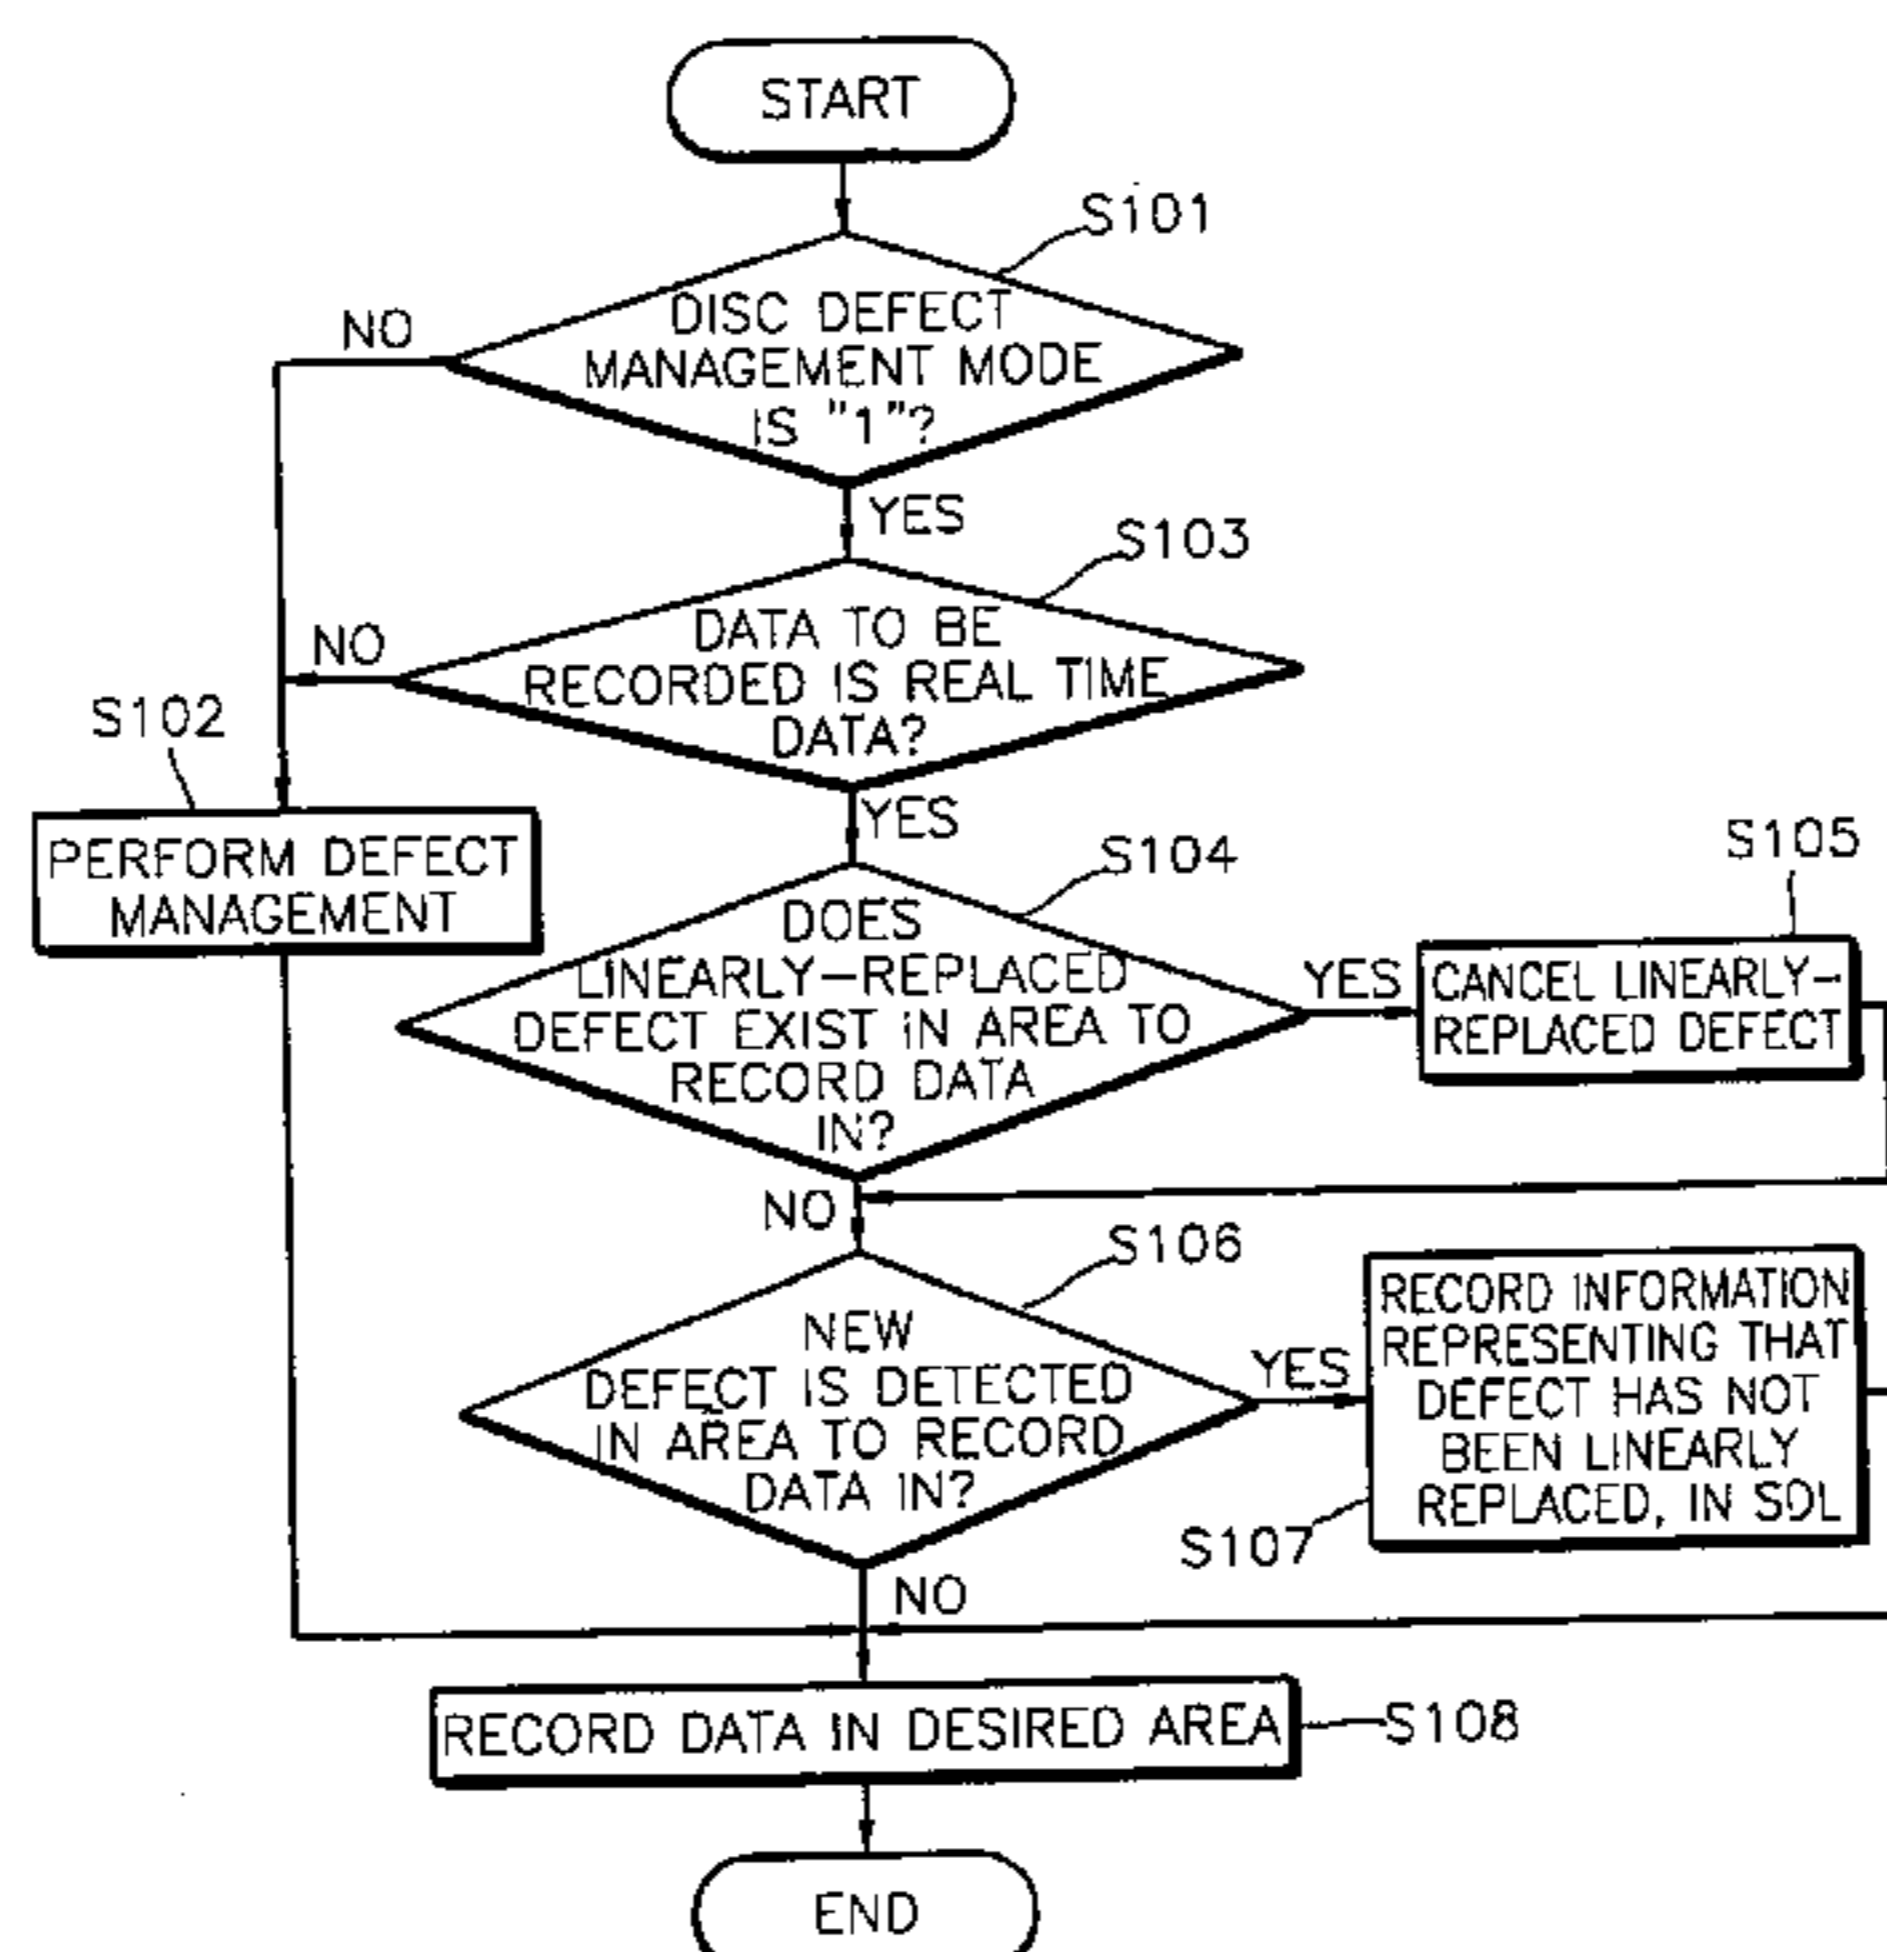 START
S101
DISC DEFECT
MANAGEMENT MODE
IS "1"?
NO
YES
S103
DATA TO BE
RECORDED IS REAL TIME
DATA?
NO
YES
S102
PERFORM DEFECT
MANAGEMENT
S104
DOES
LINEARLY-REPLACED
DEFECT EXIST IN AREA TO
RECORD DATA
IN?
YES
S105
CANCEL LINEARLY-
REPLACED DEFECT
NO
S106
NEW
DEFECT IS DETECTED
IN AREA TO RECORD
DATA IN?
YES
RECORD INFORMATION
REPRESENTING THAT
DEFECT HAS NOT
BEEN LINEARLY
REPLACED, IN SDL
S107
NO
RECORD DATA IN DESIRED AREA
S108
END